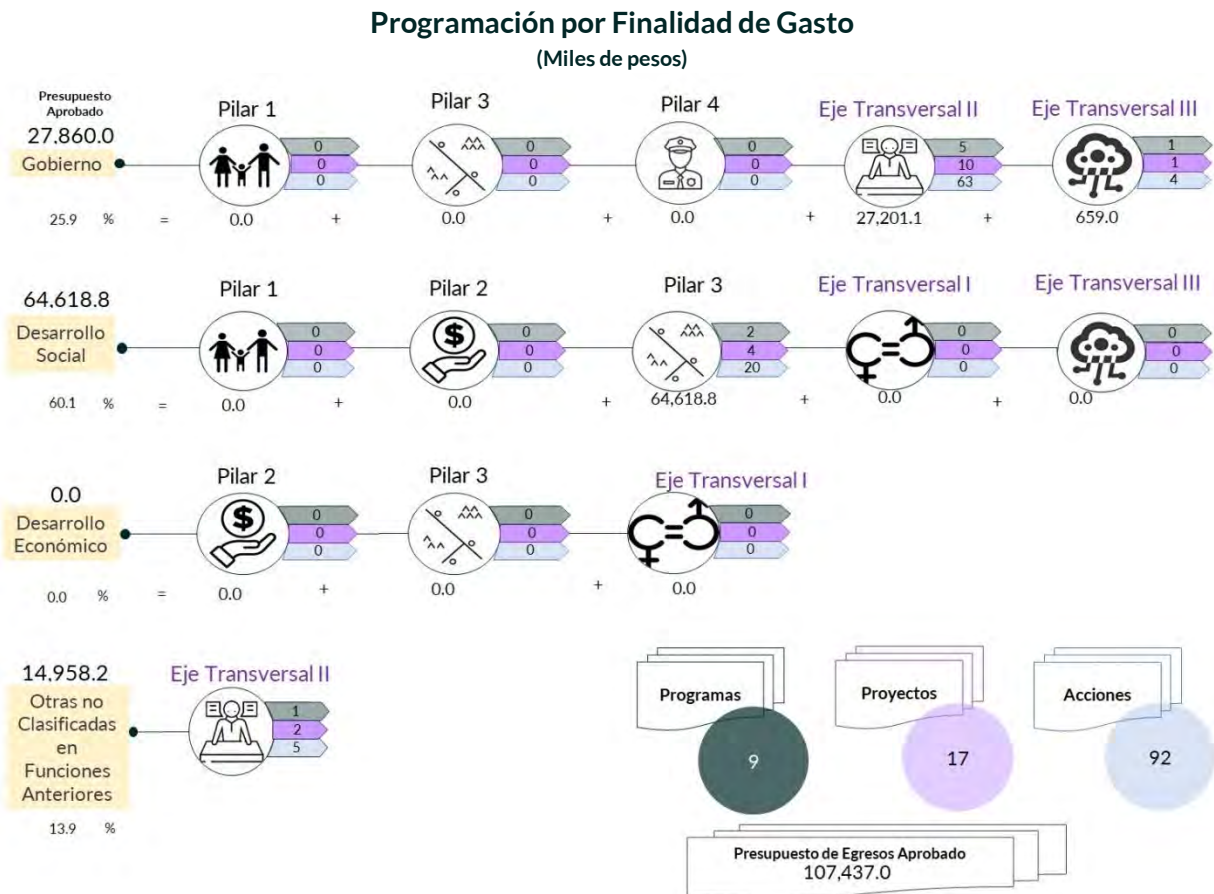 Programación por Finalidad de Gasto
(Miles de pesos)
Presupuesto
Aprobado
27,860.0
Gobierno
25.9 % =
Pilar 1
0
0
0
0.0
+
Pilar 3
0
0
0
0.0
+
Pilar 4
0
0
0
0.0
+
Eje Transversal II
5
10
63
27,201.1
+
Eje Transversal III
1
1
4
659.0
64,618.8
Desarrollo
Social
60.1 % =
Pilar 1
0
0
0
0.0
+
Pilar 2
0
0
0
0.0
+
Pilar 3
2
4
20
64,618.8
+
Eje Transversal I
0
0
0
0.0
+
Eje Transversal III
0
0
0
0.0
0.0
Desarrollo
Económico
0.0 % =
Pilar 2
$
0
0
0
0.0
+
Pilar 3
0
0
0
0.0
+
Eje Transversal I
0
0
0
0.0
14,958.2
Otras no
Clasificadas
en
Funciones
Anteriores
13.9 %
Eje Transversal II
1
2
5
Programas
9
Proyectos
17
Acciones
92
Presupuesto de Egresos Aprobado
107,437.0